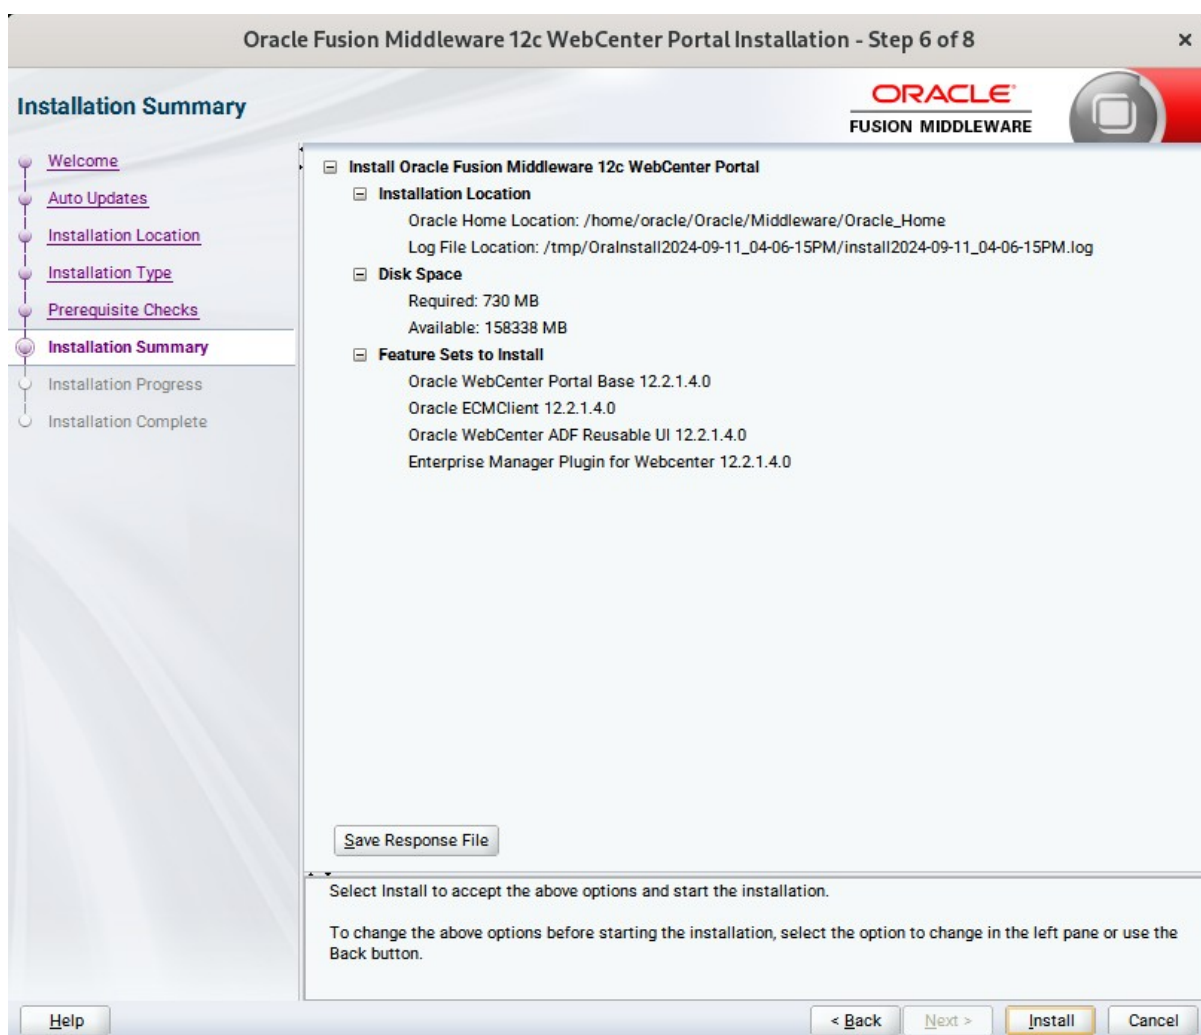 Oracle Fusion Middleware 12c WebCenter Portal Installation - Step 6 of 8
Installation Summary
ORACLE
FUSION MIDDLEWARE
Welcome
Auto Updates
Installation Location
Installation Type
Prerequisite Checks
Installation Summary
Installation Progress
Installation Complete
Install Oracle Fusion Middleware 12c WebCenter Portal
Installation Location
Oracle Home Location: /home/oracle/Oracle/Middleware/Oracle_Home
Log File Location: /tmp/OraInstall2024-09-11_04-06-15PM/install2024-09-11_04-06-15PM.log
Disk Space
Required: 730 MB
Available: 158338 MB
Feature Sets to Install
Oracle WebCenter Portal Base 12.2.1.4.0
Oracle ECMClient 12.2.1.4.0
Oracle WebCenter ADF Reusable UI 12.2.1.4.0
Enterprise Manager Plugin for Webcenter 12.2.1.4.0
Save Response File
Select Install to accept the above options and start the installation.
To change the above options before starting the installation, select the option to change in the left pane or use the
Back button.
Help
< Back
Next >
Install
Cancel